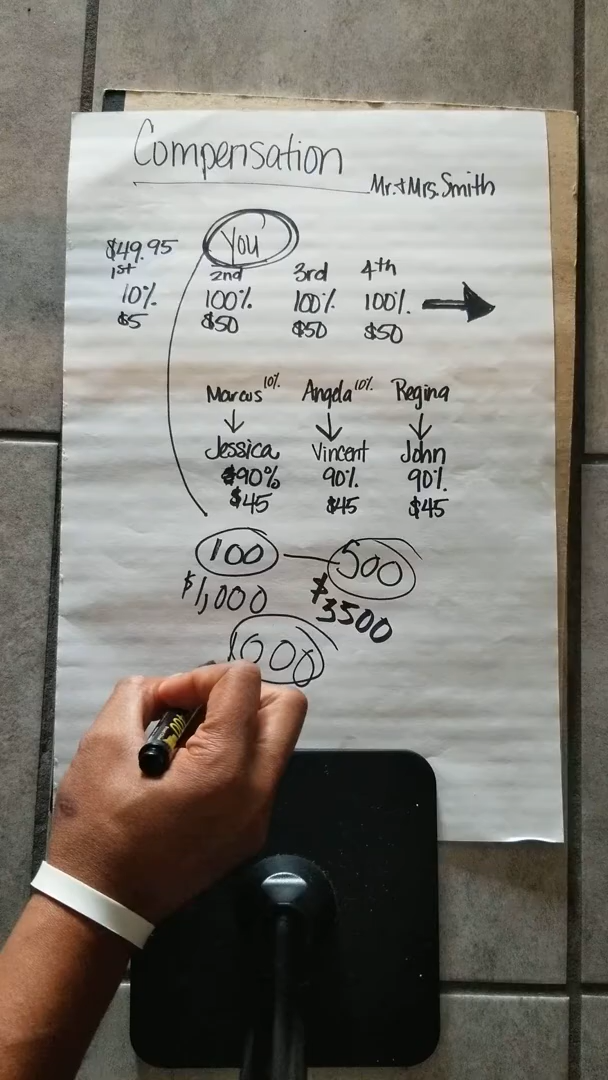 Compensation
Mr. + Mrs. Smith
$49.95 You
1st 2nd 3rd 4th
10% 100% 100% 100%
$5 $50 $50 $50
Marcus 10% Angela 10% Regina
Jessica Vincent John
90% 90% 90%
$45 $45 $45
100 500
$1,000 $3500
1000